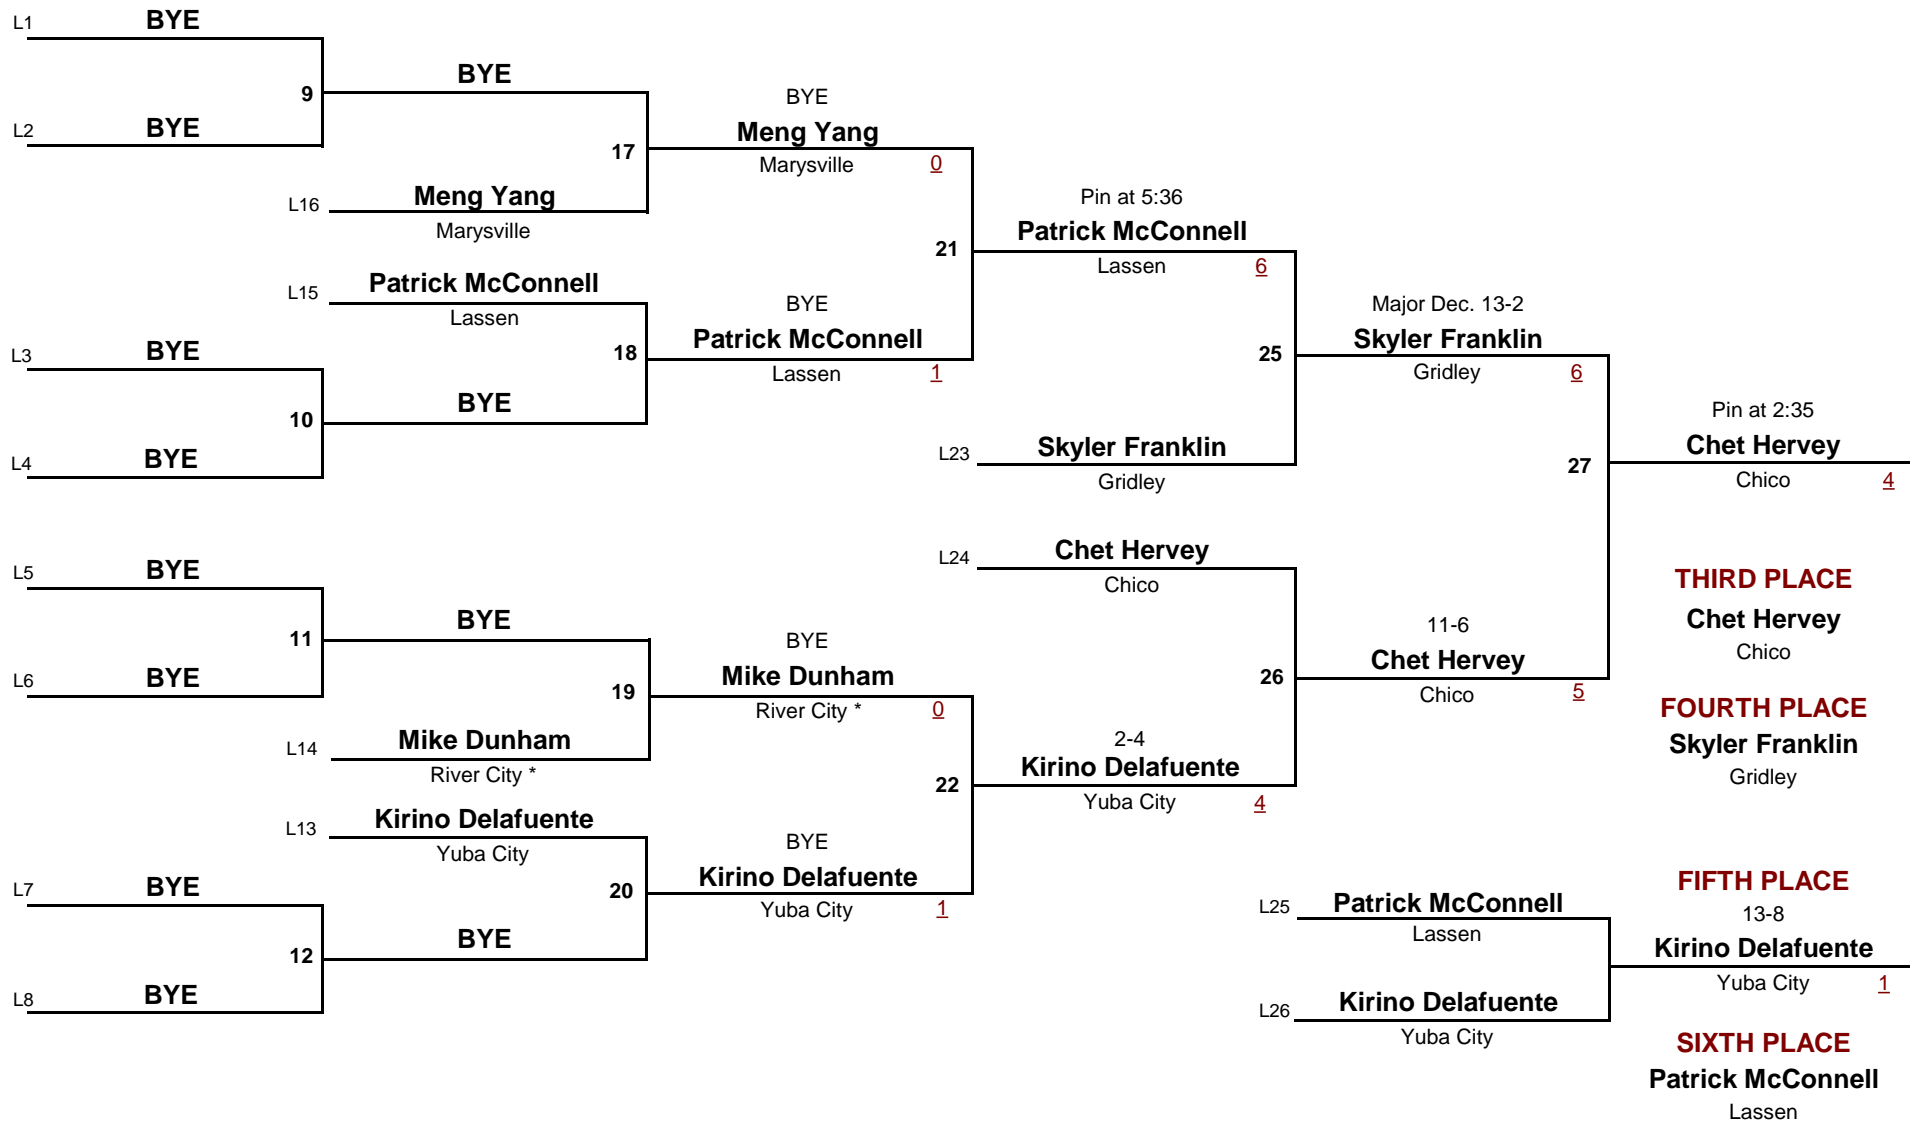 L1 BYE
9
L2 BYE
BYE
17
L16 Meng Yang
Marysville
BYE
Meng Yang
Marysville 0
L15 Patrick McConnell
Lassen
L3 BYE
10
L4 BYE
BYE
18
BYE
Patrick McConnell
Lassen 1
21
Pin at 5:36
Patrick McConnell
Lassen 6
25
L23 Skyler Franklin
Gridley
Major Dec. 13-2
Skyler Franklin
Gridley 6
27
Pin at 2:35
Chet Hervey
Chico 4
L5 BYE
11
L6 BYE
BYE
19
L14 Mike Dunham
River City *
BYE
Mike Dunham
River City * 0
L13 Kirino Delafuente
Yuba City
L7 BYE
12
L8 BYE
BYE
20
BYE
Kirino Delafuente
Yuba City 1
22
2-4
Kirino Delafuente
Yuba City 4
L24 Chet Hervey
Chico
26
11-6
Chet Hervey
Chico 5
THIRD PLACE
Chet Hervey
Chico
FOURTH PLACE
Skyler Franklin
Gridley
L25 Patrick McConnell
Lassen
L26 Kirino Delafuente
Yuba City
FIFTH PLACE
13-8
Kirino Delafuente
Yuba City 1
SIXTH PLACE
Patrick McConnell
Lassen